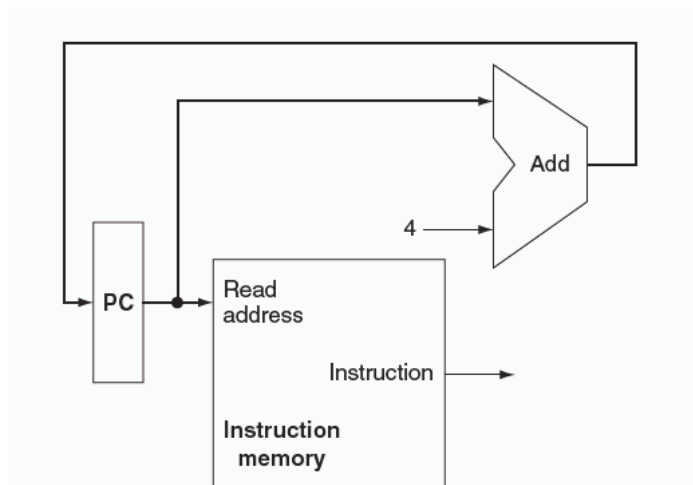 Add
4
PC
Read
address
Instruction
Instruction
memory